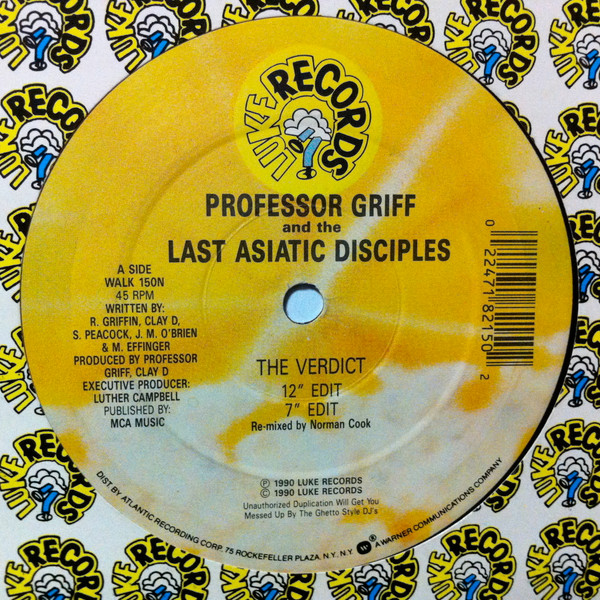 LUKE RECORDS
PROFESSOR GRIFF
and the
LAST ASIATIC DISCIPLES
A SIDE
WALK 150N
45 RPM
WRITTEN BY:
R. GRIFFIN, CLAY D,
S. PEACOCK, J. M. O'BRIEN
& M. EFFINGER
PRODUCED BY PROFESSOR
GRIFF, CLAY D
EXECUTIVE PRODUCER:
LUTHER CAMPBELL
PUBLISHED BY:
MCA MUSIC
0 22471 82150 2
THE VERDICT
12" EDIT
7" EDIT
Re-mixed by Norman Cook
℗ 1990 LUKE RECORDS
© 1990 LUKE RECORDS
Unauthorized Duplication Will Get You
Messed Up By The Ghetto Style DJ's
DIST BY ATLANTIC RECORDING CORP. 75 ROCKEFELLER PLAZA, N.Y. N.Y. A WARNER COMMUNICATIONS COMPANY